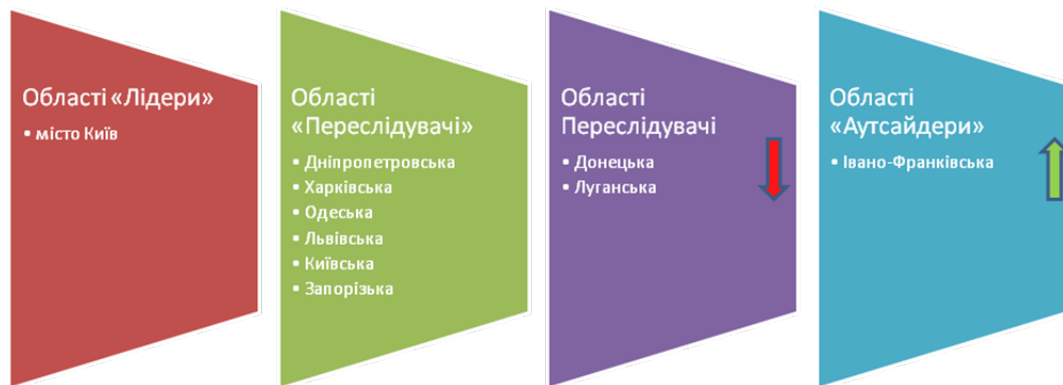 Області «Лідери»
• місто Київ
Області
«Переслідувачі»
• Дніпропетровська
• Харківська
• Одеська
• Львівська
• Київська
• Запорізька
Області
Переслідувачі
• Донецька
• Луганська
Області
«Аутсайдери»
• Івано-Франківська